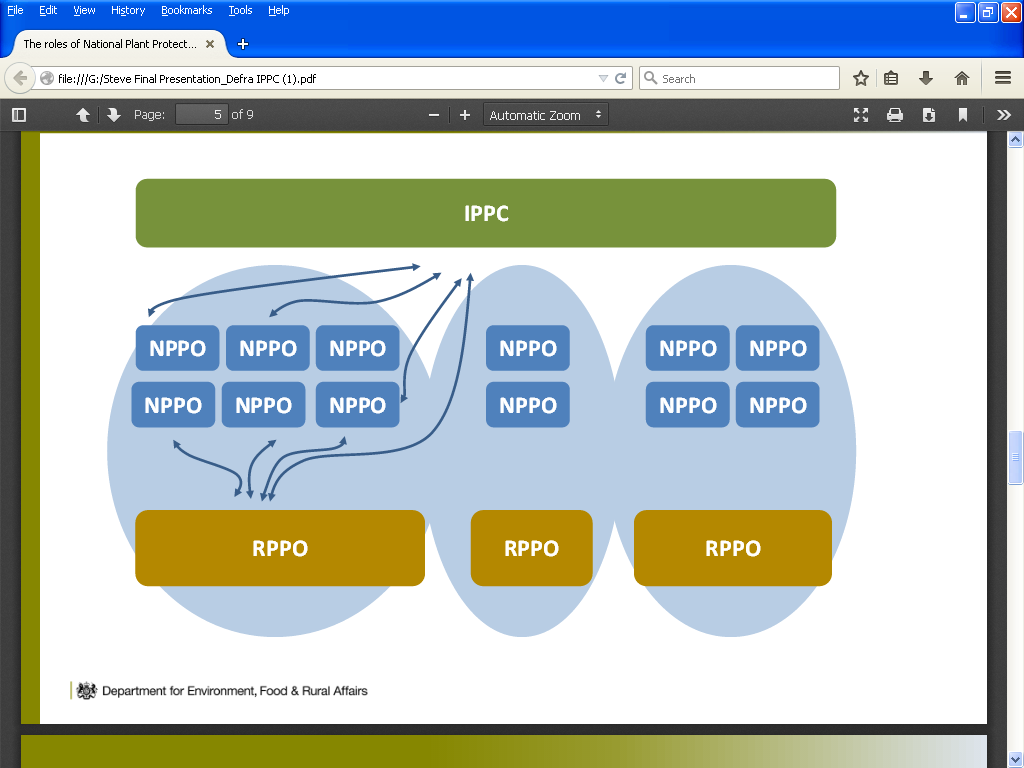 File Edit View History Bookmarks Tools Help
The roles of National Plant Protect...
file:///G:/Steve Final Presentation_Defra IPPC (1).pdf
Search
Page: 5 of 9
Automatic Zoom
IPPC
NPPO NPPO NPPO NPPO NPPO NPPO
NPPO NPPO NPPO NPPO NPPO NPPO
RPPO RPPO RPPO
Department for Environment, Food & Rural Affairs